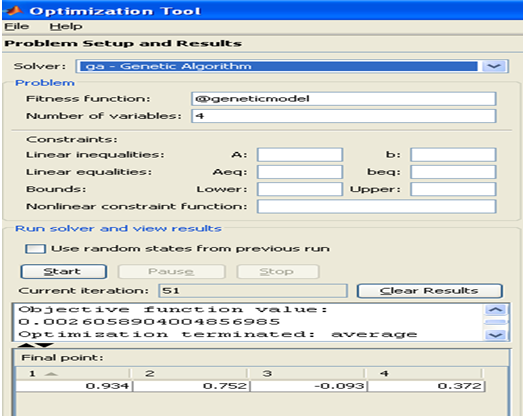 Optimization Tool
File Help
Problem Setup and Results
Solver: ga - Genetic Algorithm
Problem
Fitness function: @geneticmodel
Number of variables: 4
Constraints:
Linear inequalities: A: b:
Linear equalities: Aeq: beq:
Bounds: Lower: Upper:
Nonlinear constraint function:
Run solver and view results
Use random states from previous run
Start Pause Stop
Current iteration: 51 Clear Results
Objective function value:
0.0026058904004856985
Optimization terminated: average
Final point:
1 2 3 4
0.934 0.752 -0.093 0.372